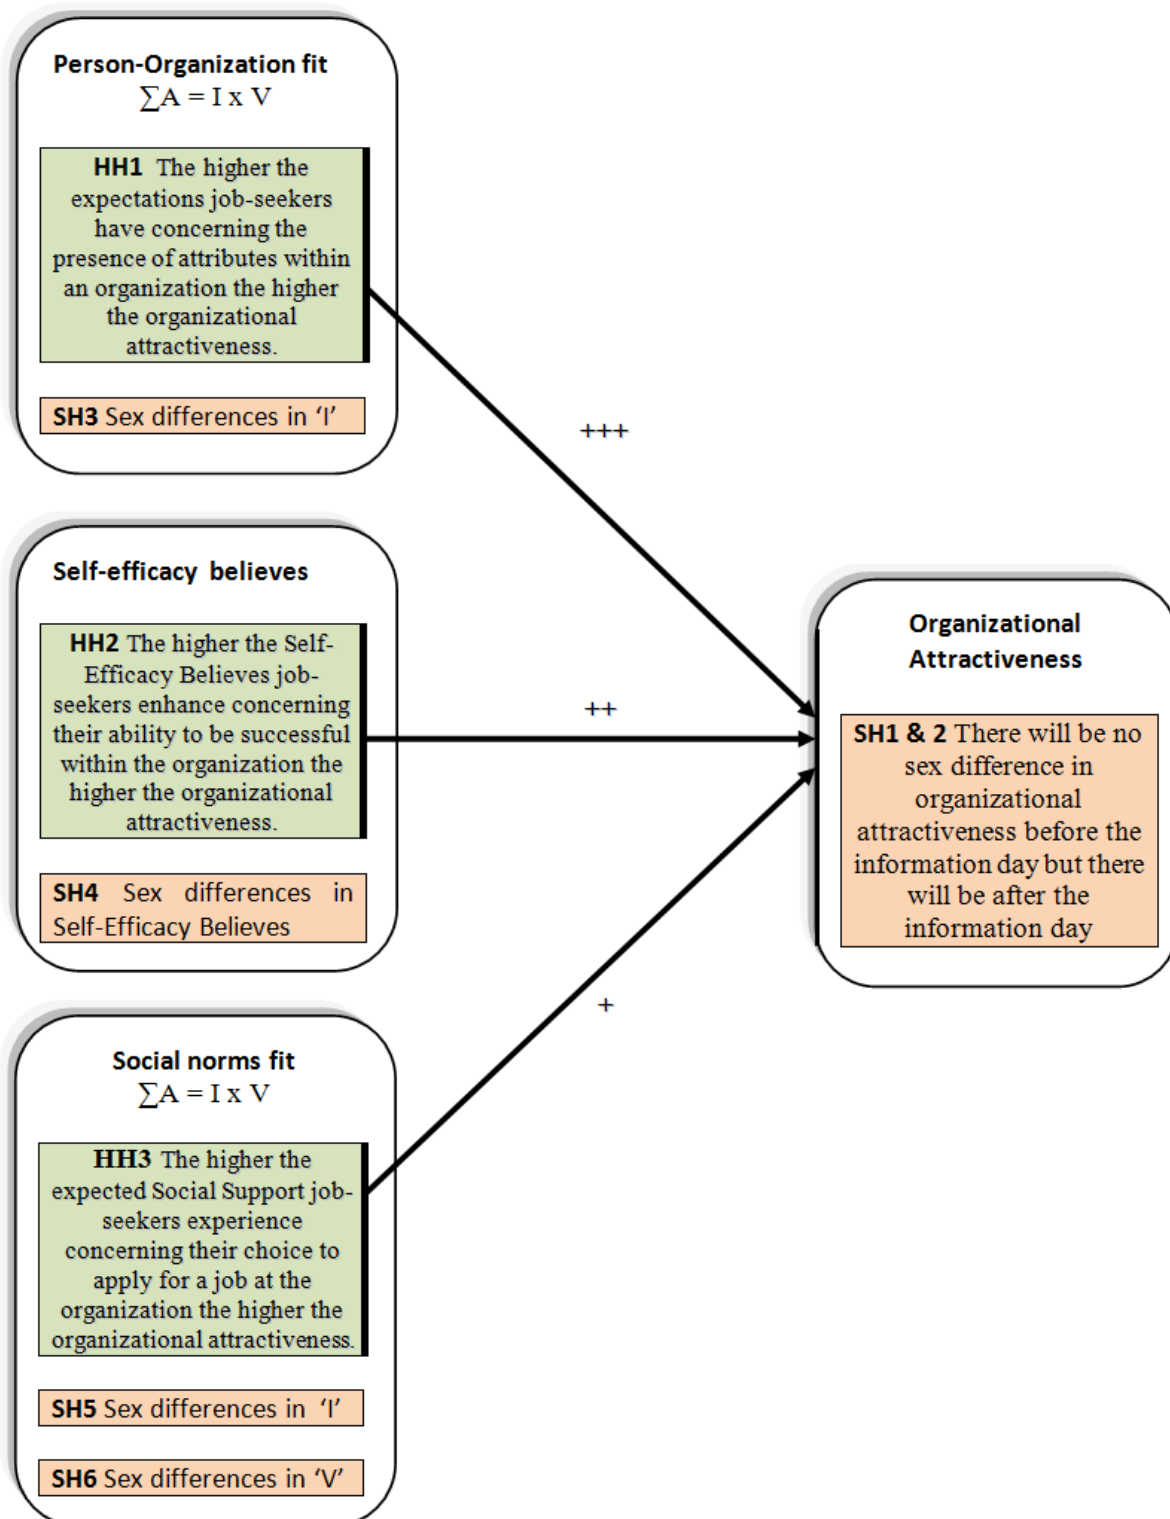 Person-Organization fit
∑A = I x V
HH1 The higher the
expectations job-seekers
have concerning the
presence of attributes within
an organization the higher
the organizational
attractiveness.
SH3 Sex differences in ‘I’
+++
Self-efficacy believes
HH2 The higher the Self-
Efficacy Believes job-
seekers enhance concerning
their ability to be successful
within the organization the
higher the organizational
attractiveness.
SH4 Sex differences in
Self-Efficacy Believes
++
Organizational
Attractiveness
SH1 & 2 There will be no
sex difference in
organizational
attractiveness before the
information day but there
will be after the
information day
+
Social norms fit
∑A = I x V
HH3 The higher the
expected Social Support job-
seekers experience
concerning their choice to
apply for a job at the
organization the higher the
organizational attractiveness.
SH5 Sex differences in ‘I’
SH6 Sex differences in ‘V’